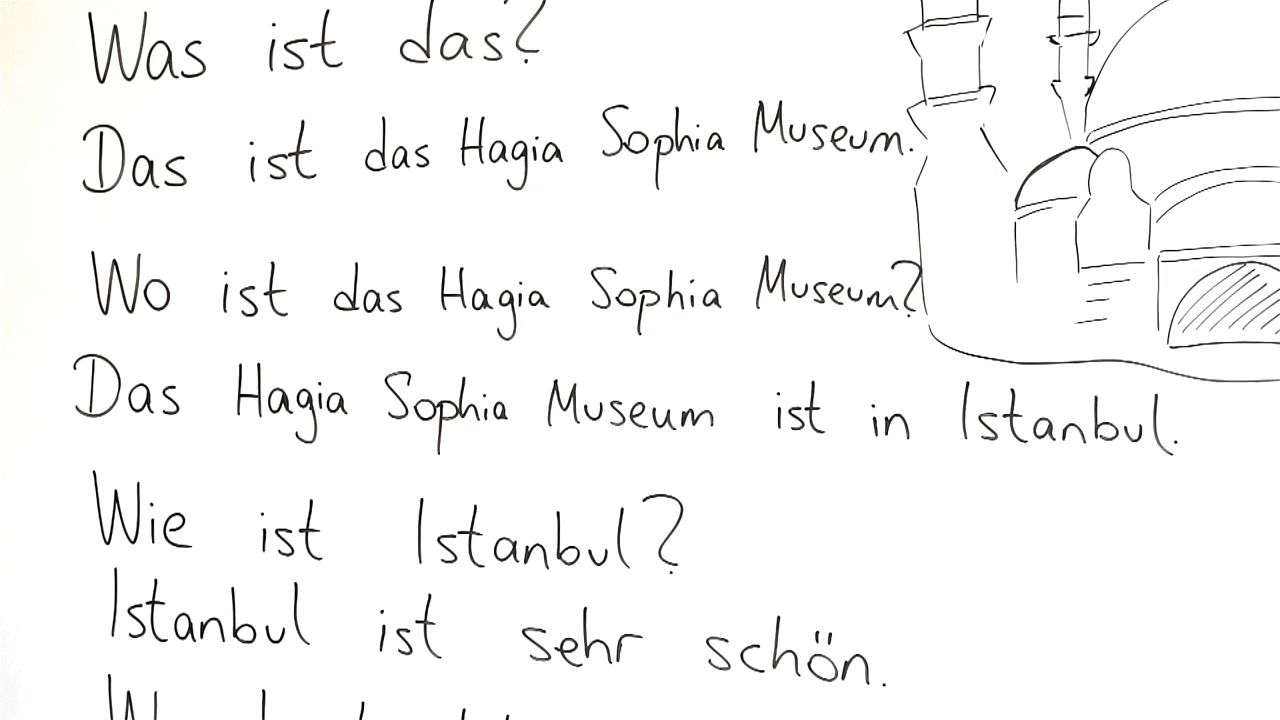 Was ist das?
Das ist das Hagia Sophia Museum.
Wo ist das Hagia Sophia Museum?
Das Hagia Sophia Museum ist in Istanbul.
Wie ist Istanbul?
Istanbul ist sehr schön.